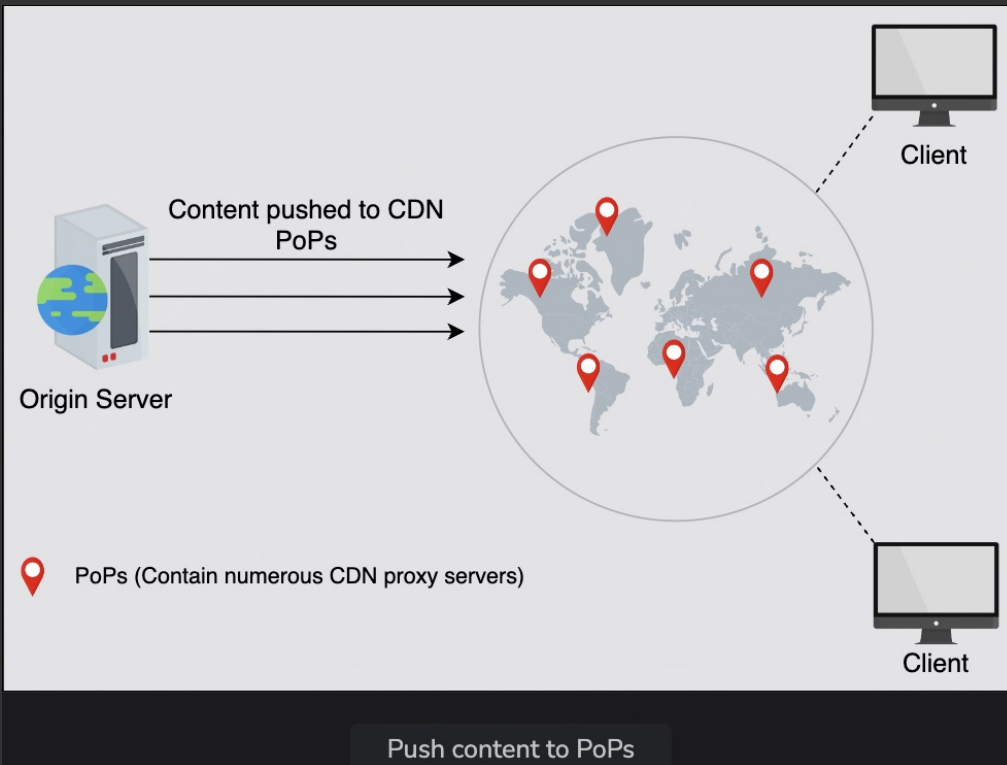 Client
Content pushed to CDN
PoPs
Origin Server
PoPs (Contain numerous CDN proxy servers)
Client
Push content to PoPs